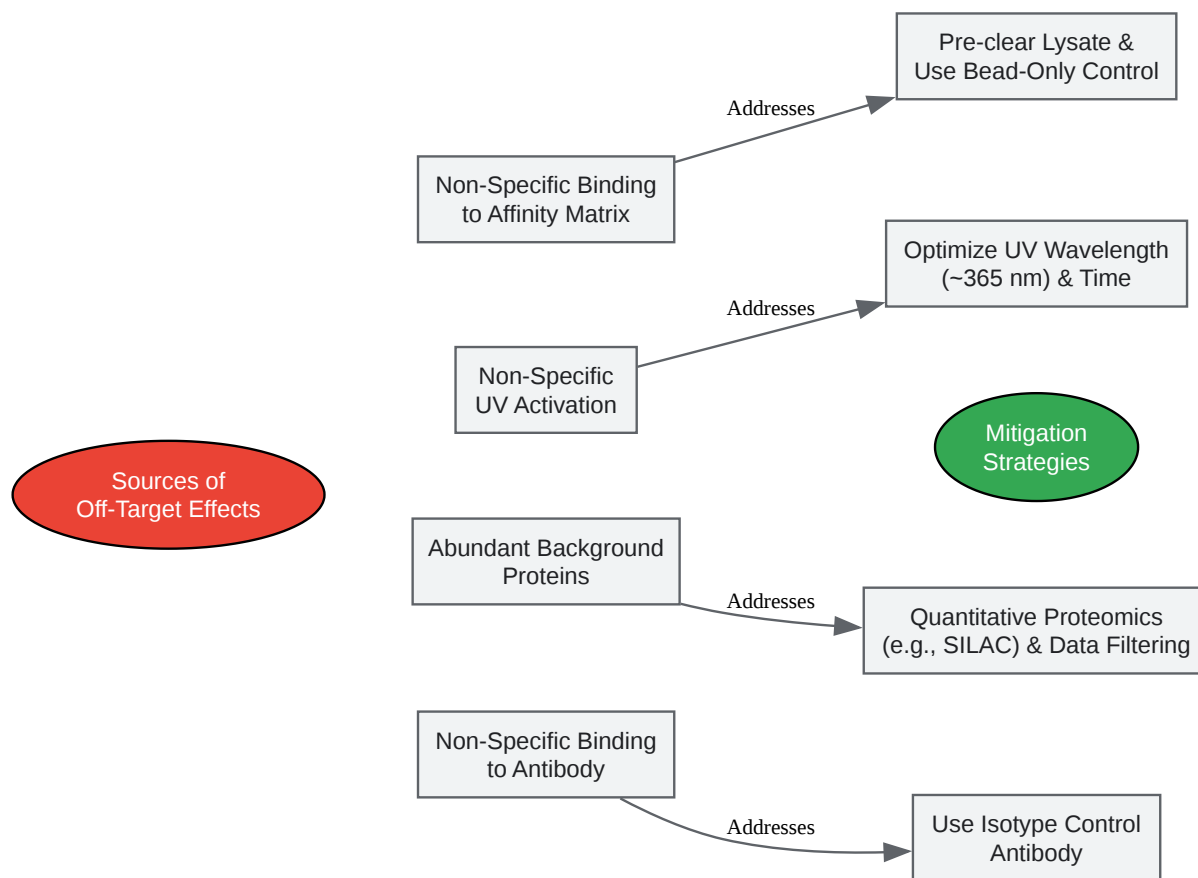 Pre-clear Lysate &
Use Bead-Only Control
Addresses
Non-Specific Binding
to Affinity Matrix
Optimize UV Wavelength
(~365 nm) & Time
Addresses
Non-Specific
UV Activation
Mitigation
Strategies
Sources of
Off-Target Effects
Abundant Background
Proteins
Addresses
Quantitative Proteomics
(e.g., SILAC) & Data Filtering
Non-Specific Binding
to Antibody
Addresses
Use Isotype Control
Antibody